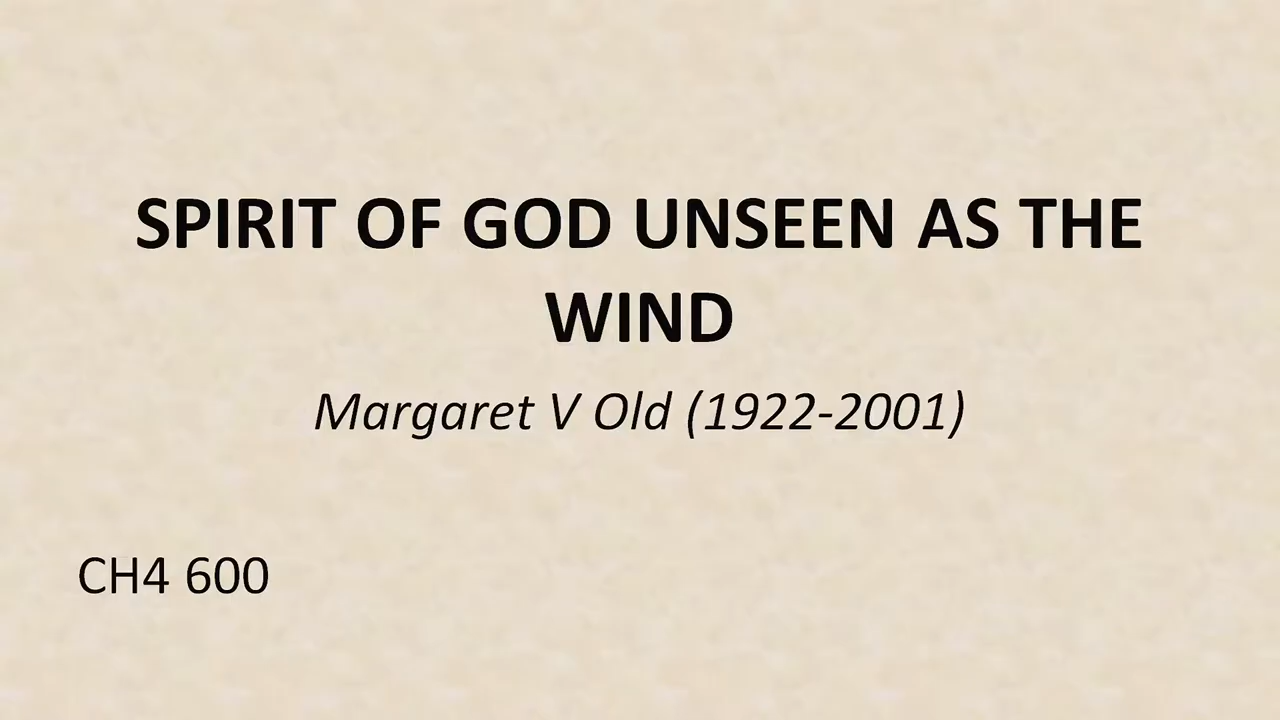 SPIRIT OF GOD UNSEEN AS THE
WIND
Margaret V Old (1922-2001)
CH4 600